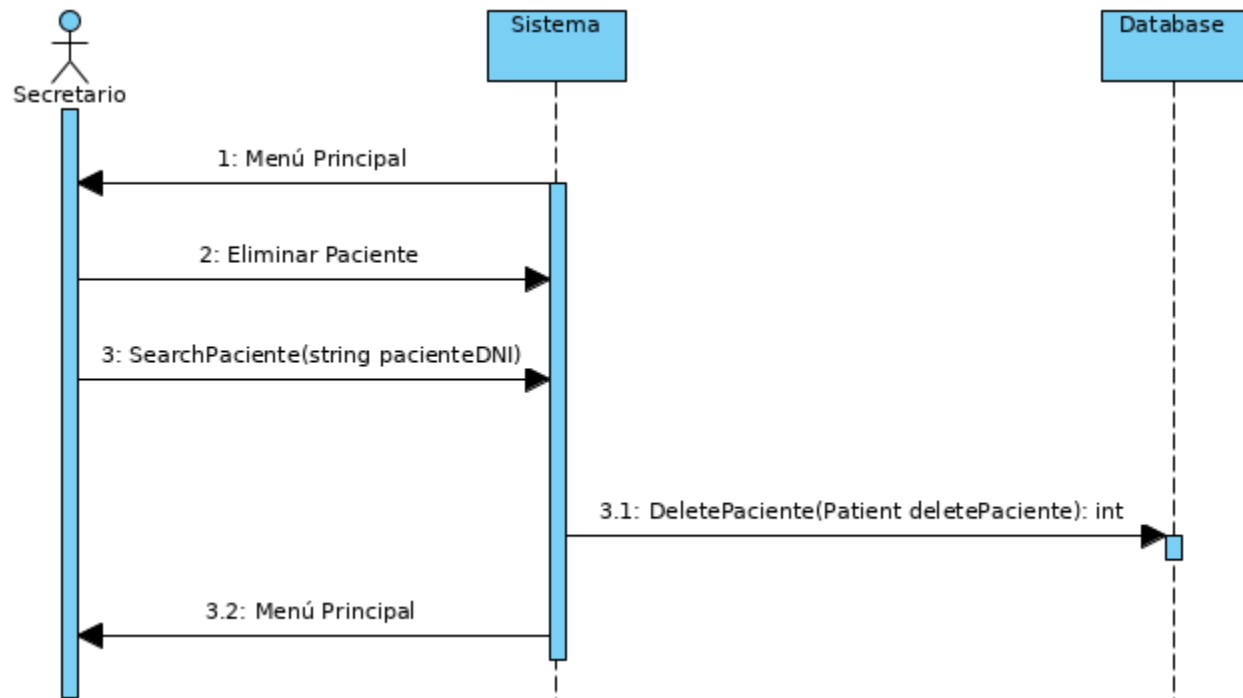 Sistema
Database
Secretario
1: Menú Principal
2: Eliminar Paciente
3: SearchPaciente(string pacienteDNI)
3.1: DeletePaciente(Patient deletePaciente): int
3.2: Menú Principal